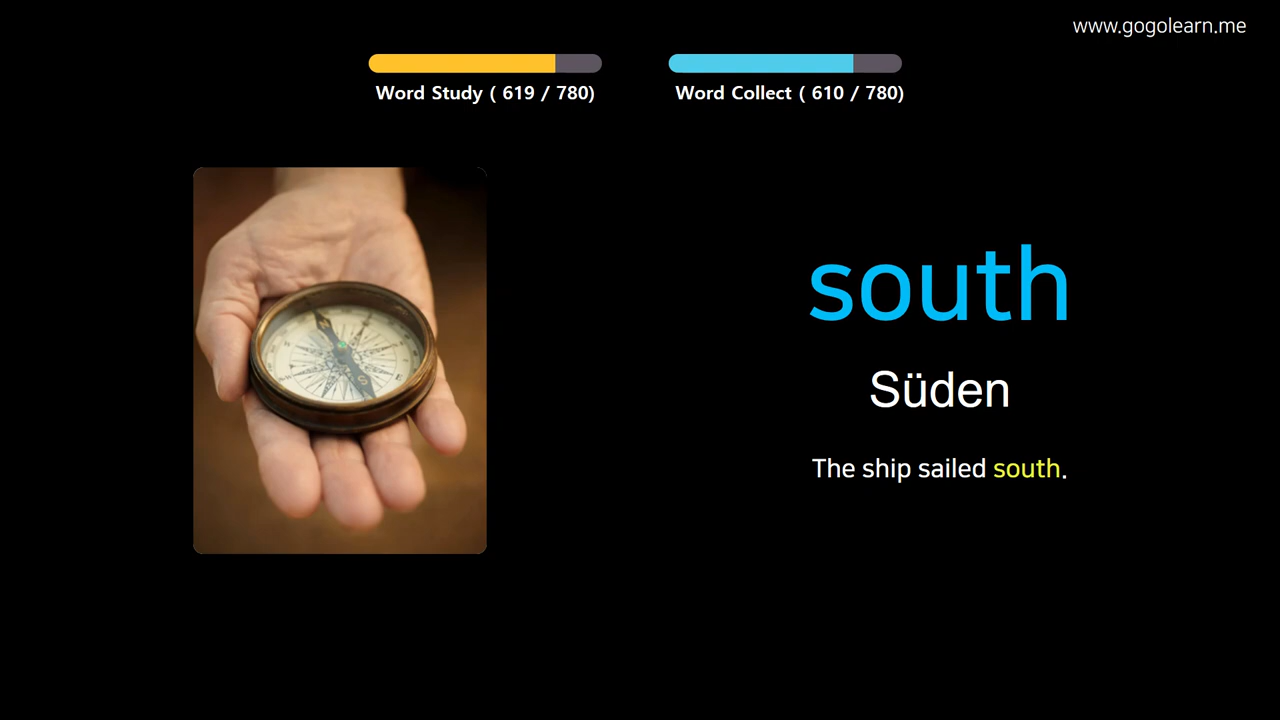 www.gogolearn.me
Word Study ( 619 / 780)
Word Collect ( 610 / 780)
south
Süden
The ship sailed south.